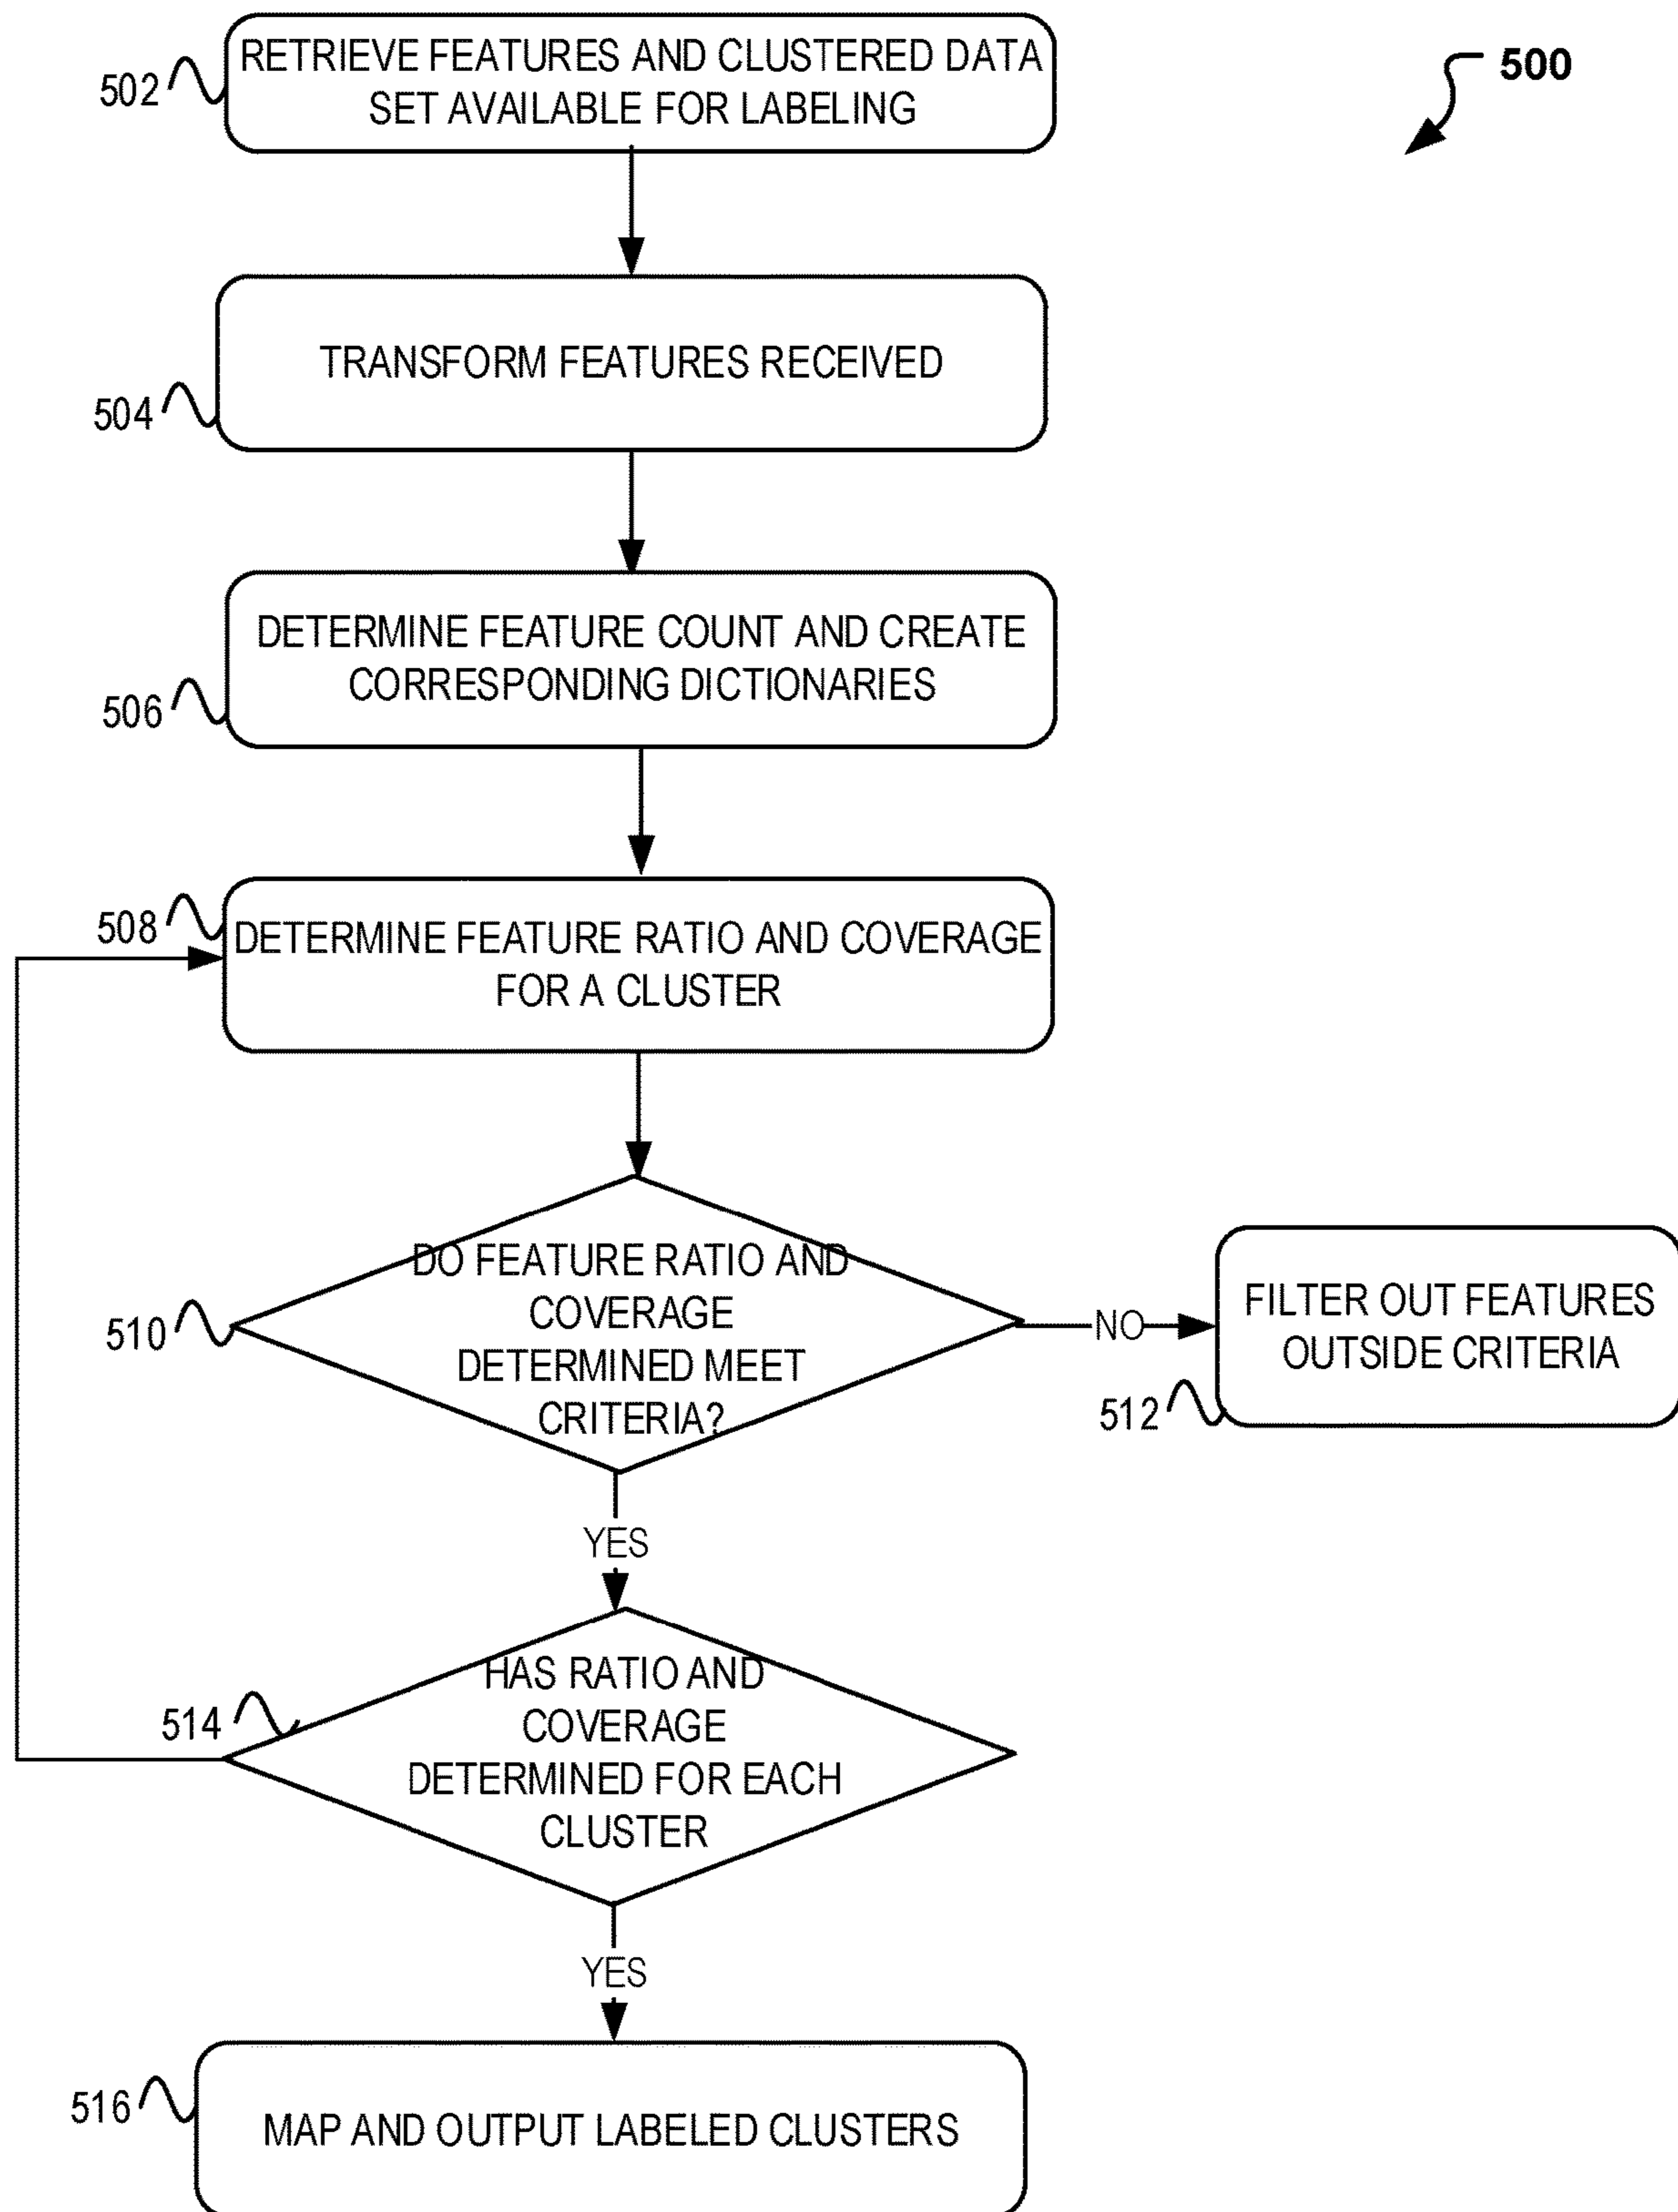 500
502
RETRIEVE FEATURES AND CLUSTERED DATA
SET AVAILABLE FOR LABELING
TRANSFORM FEATURES RECEIVED
504
DETERMINE FEATURE COUNT AND CREATE
CORRESPONDING DICTIONARIES
506
508
DETERMINE FEATURE RATIO AND COVERAGE
FOR A CLUSTER
DO FEATURE RATIO AND
COVERAGE
DETERMINED MEET
CRITERIA?
510
NO
FILTER OUT FEATURES
OUTSIDE CRITERIA
512
YES
HAS RATIO AND
COVERAGE
DETERMINED FOR EACH
CLUSTER
514
YES
516
MAP AND OUTPUT LABELED CLUSTERS